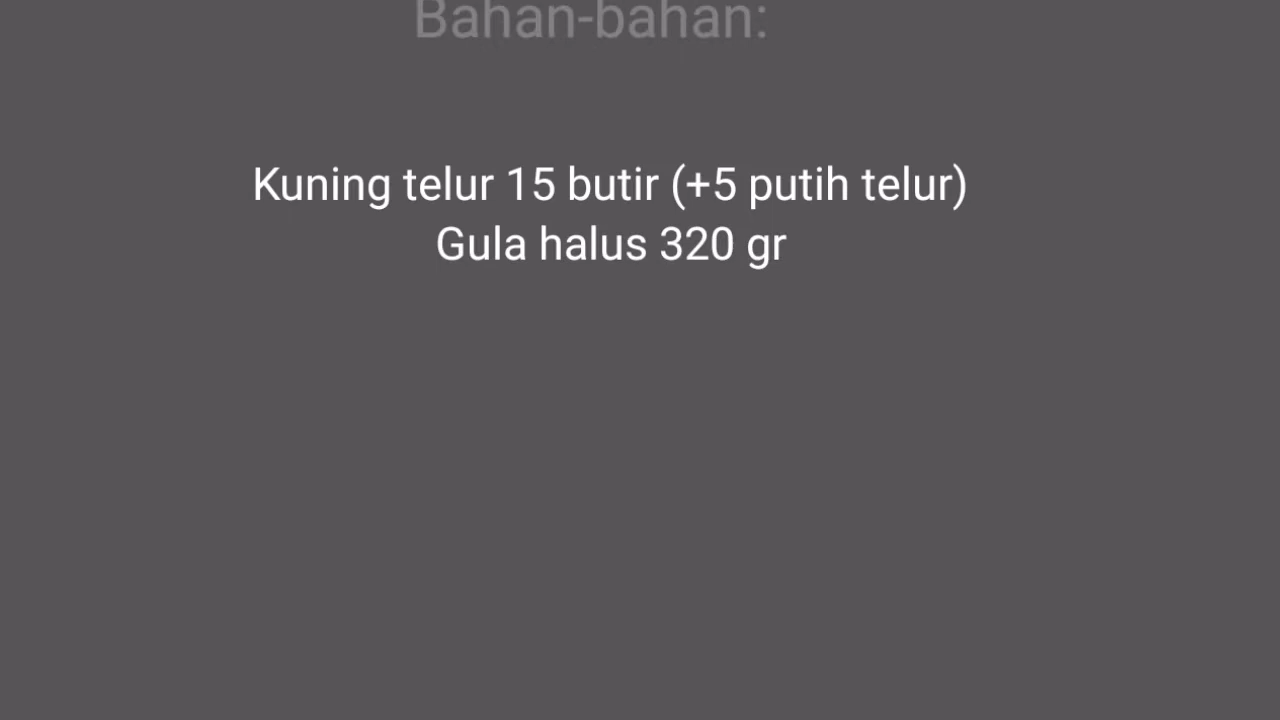 Bahan-bahan:
Kuning telur 15 butir (+5 putih telur)
Gula halus 320 gr